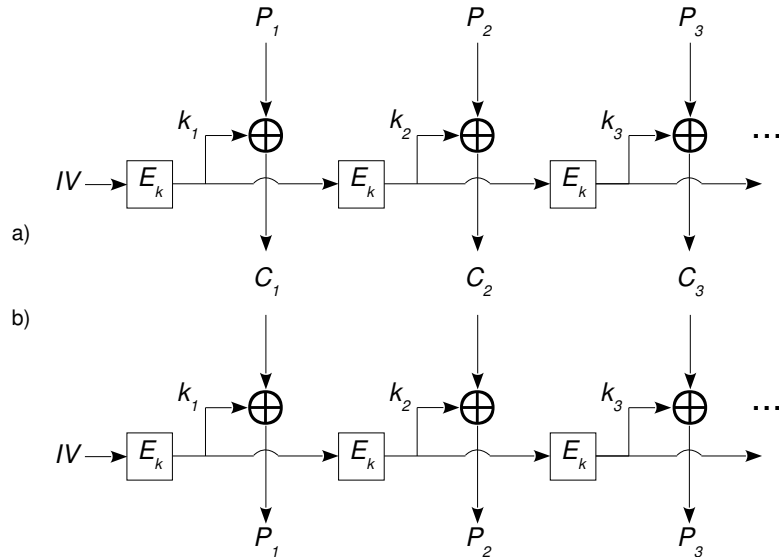 P1 P2 P3
k1 k2 k3 ...
IV Ek Ek Ek
a)
C1 C2 C3
b)
k1 k2 k3 ...
IV Ek Ek Ek
P1 P2 P3